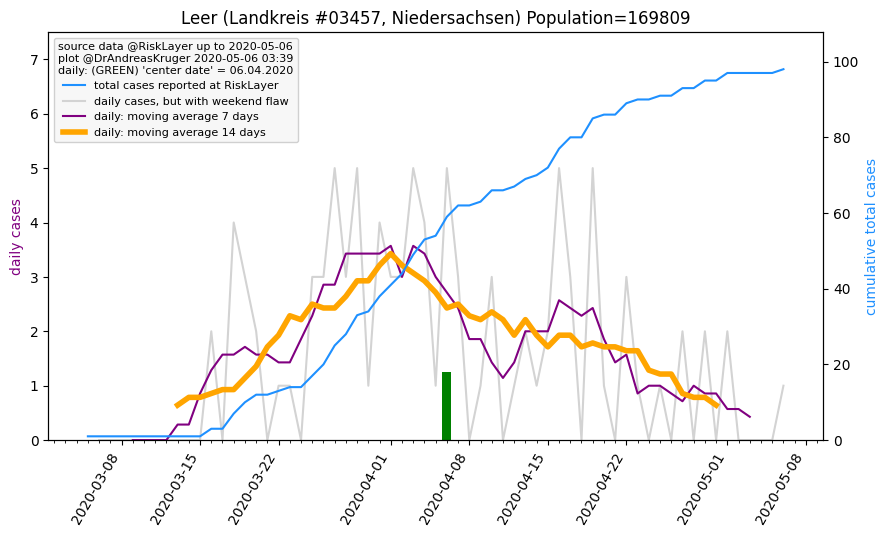 Leer (Landkreis #03457, Niedersachsen) Population=169809
source data @RiskLayer up to 2020-05-06
plot @DrAndreasKruger 2020-05-06 03:39
daily: (GREEN) 'center date' = 06.04.2020
total cases reported at RiskLayer
daily cases, but with weekend flaw
daily: moving average 7 days
daily: moving average 14 days
daily cases
7
6
5
4
3
2
1
0
100
80
60
40
20
0
cumulative total cases
2020-03-08
2020-03-15
2020-03-22
2020-04-01
2020-04-08
2020-04-15
2020-04-22
2020-05-01
2020-05-08